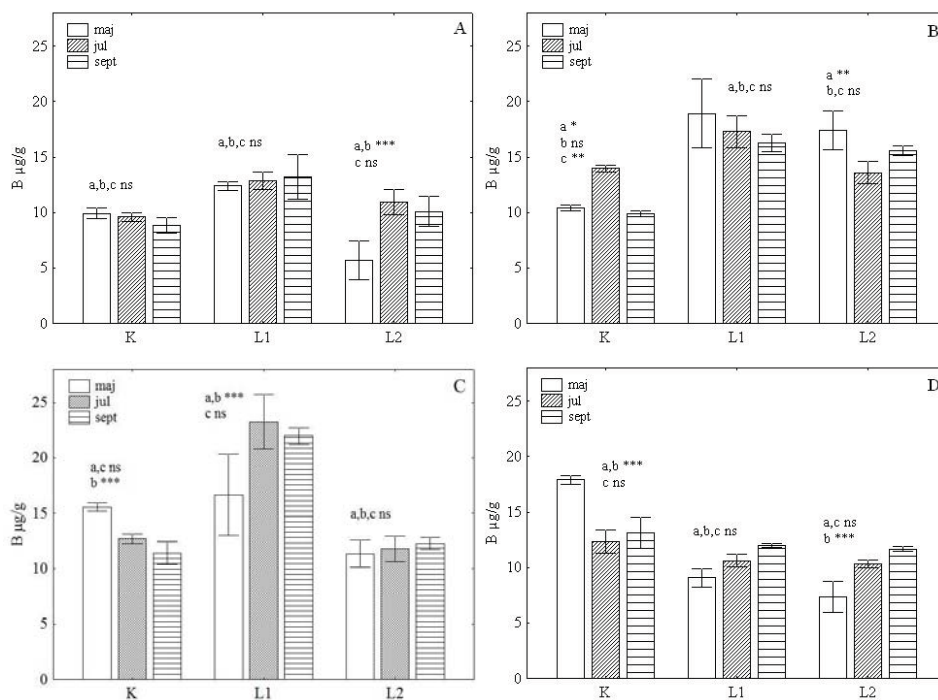 A
maj
jul
sept
B µg/g
25
20
15
10
5
0
a,b,c ns
a,b,c ns
a,b ***
c ns
K L1 L2
B
maj
jul
sept
B µg/g
25
20
15
10
5
0
a *
b ns
c **
a,b,c ns
a **
b,c ns
K L1 L2
C
maj
jul
sept
B µg/g
25
20
15
10
5
0
a,c ns
b ***
a,b ***
c ns
a,b,c ns
K L1 L2
D
maj
jul
sept
B µg/g
25
20
15
10
5
0
a,b ***
c ns
a,b,c ns
a,c ns
b ***
K L1 L2